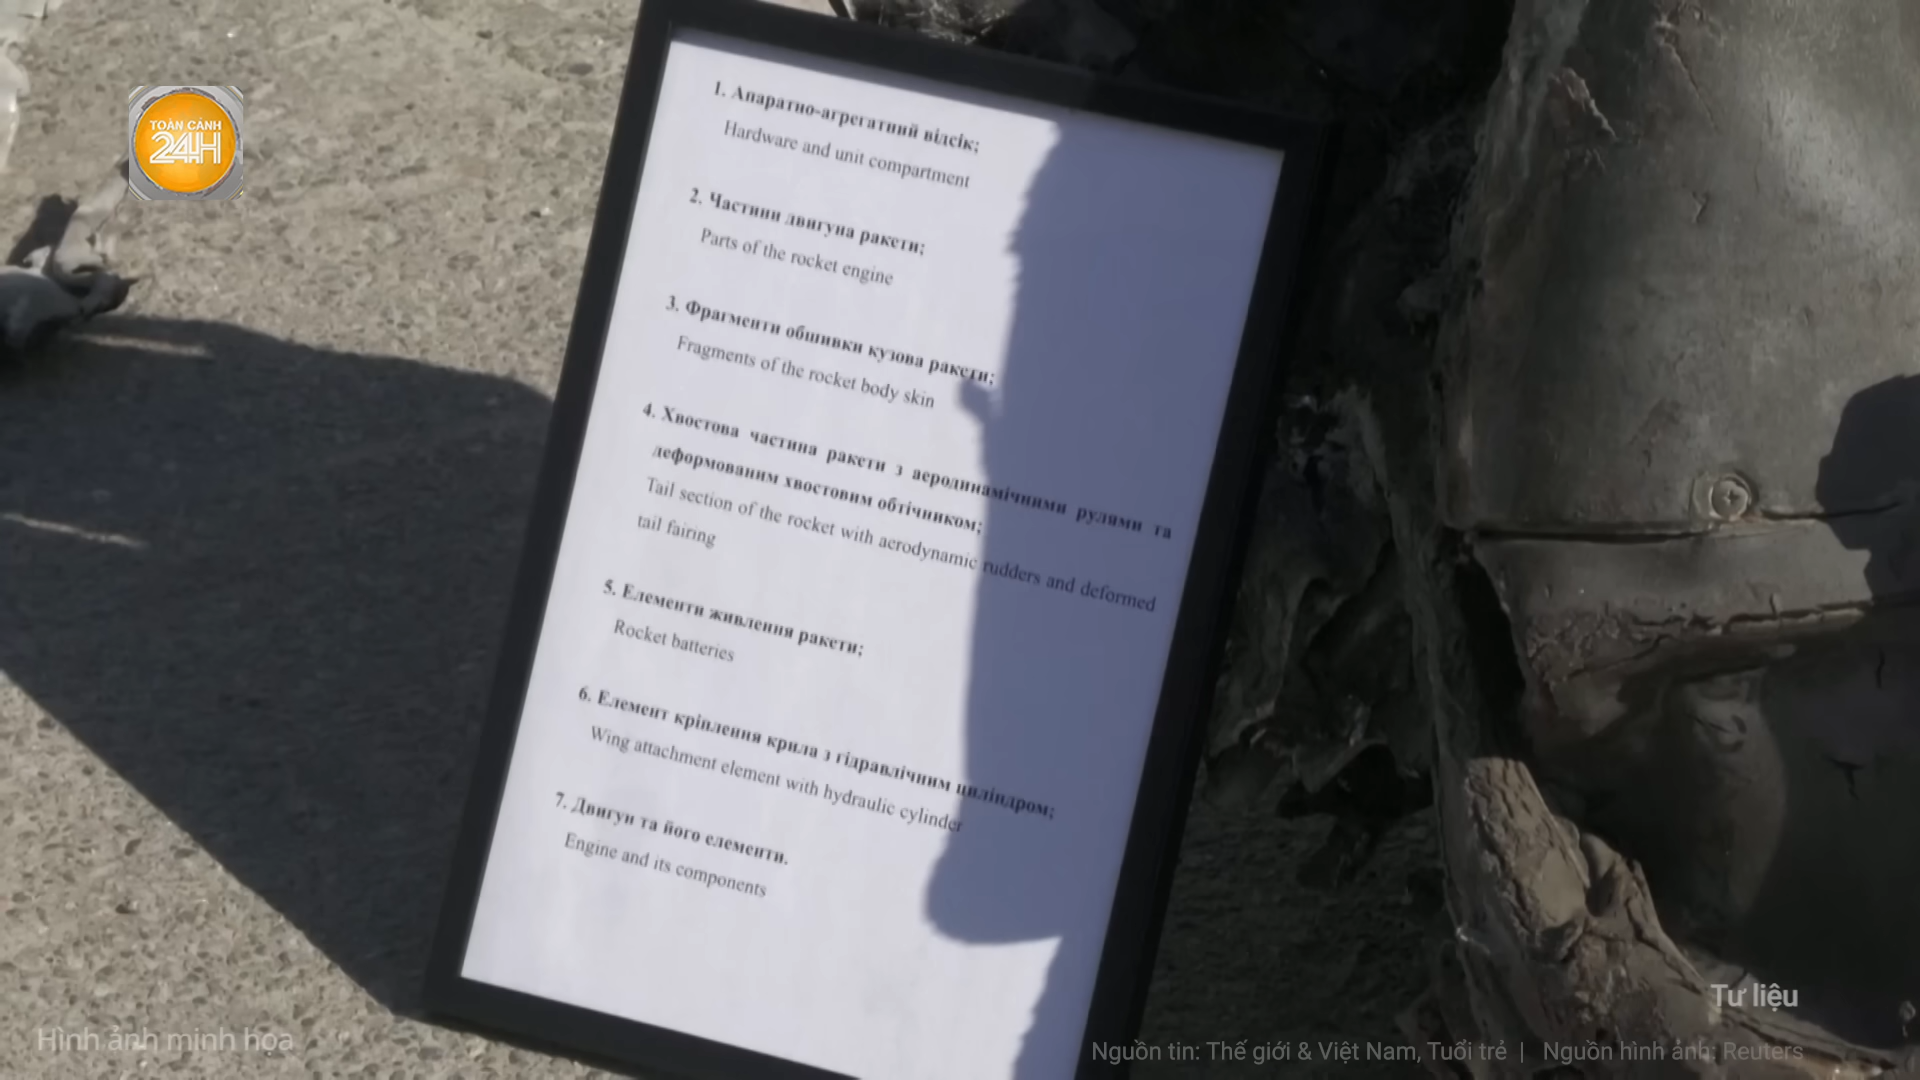 TOÀN CẢNH
24H
1. Апаратно-агрегатний відсік;
Hardware and unit compartment
2. Частини двигуна ракети;
Parts of the rocket engine
3. Фрагменти обшивки кузова ракети;
Fragments of the rocket body skin
4. Хвостова частина ракети з аеродинамічними рулями та
деформованим хвостовим обтічником;
Tail section of the rocket with aerodynamic rudders and deformed
tail fairing
5. Елементи живлення ракети;
Rocket batteries
6. Елемент кріплення крила з гідравлічним циліндром;
Wing attachment element with hydraulic cylinder
7. Двигун та його елементи.
Engine and its components
Tư liệu
Hình ảnh minh họa
Nguồn tin: Thế giới & Việt Nam, Tuổi trẻ | Nguồn hình ảnh: Reuters